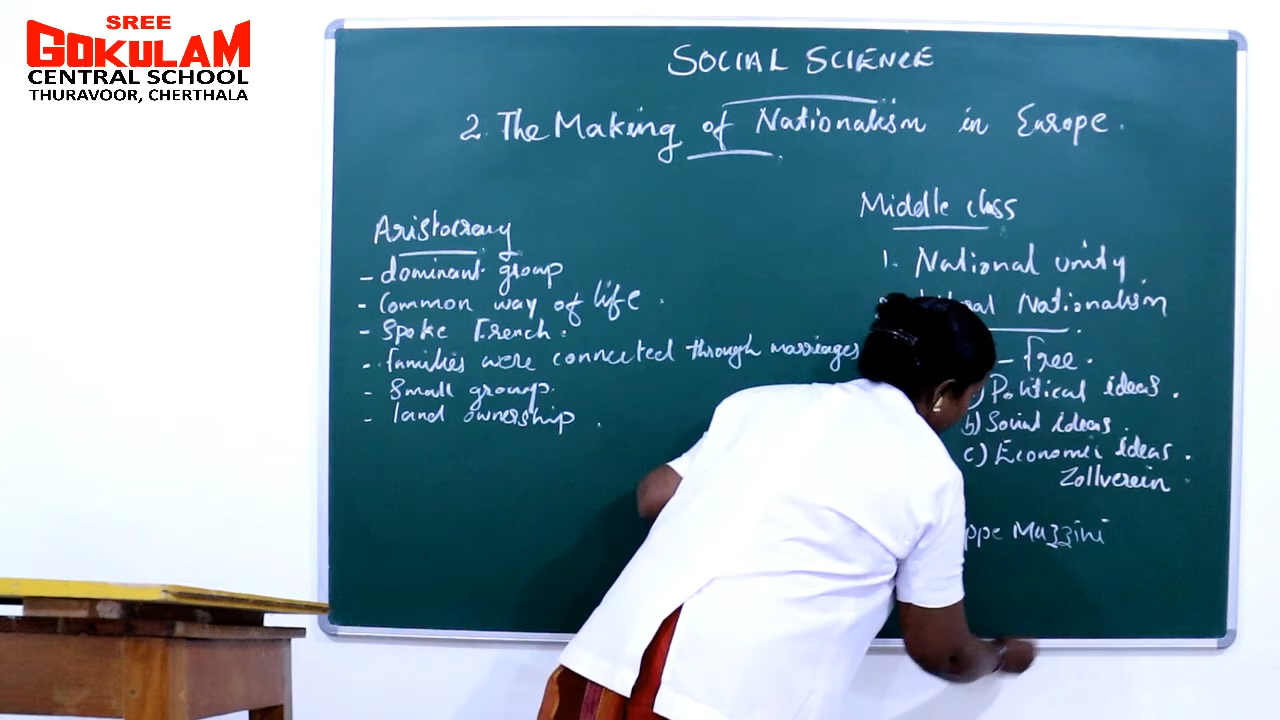 SREE
GOKULAM
CENTRAL SCHOOL
THURAVOOR, CHERTHALA
SOCIAL SCIENCE
2. The Making of Nationalism in Europe.
Aristocracy
- dominant group
- Common way of life.
- Spoke French.
- families were connected through marriages
- Small group.
- land ownership.
Middle class
1. National unity
Nationalism
- Free.
Political ideas.
b) Social ideas.
c) Economic ideas.
Zollverein
Mazzini